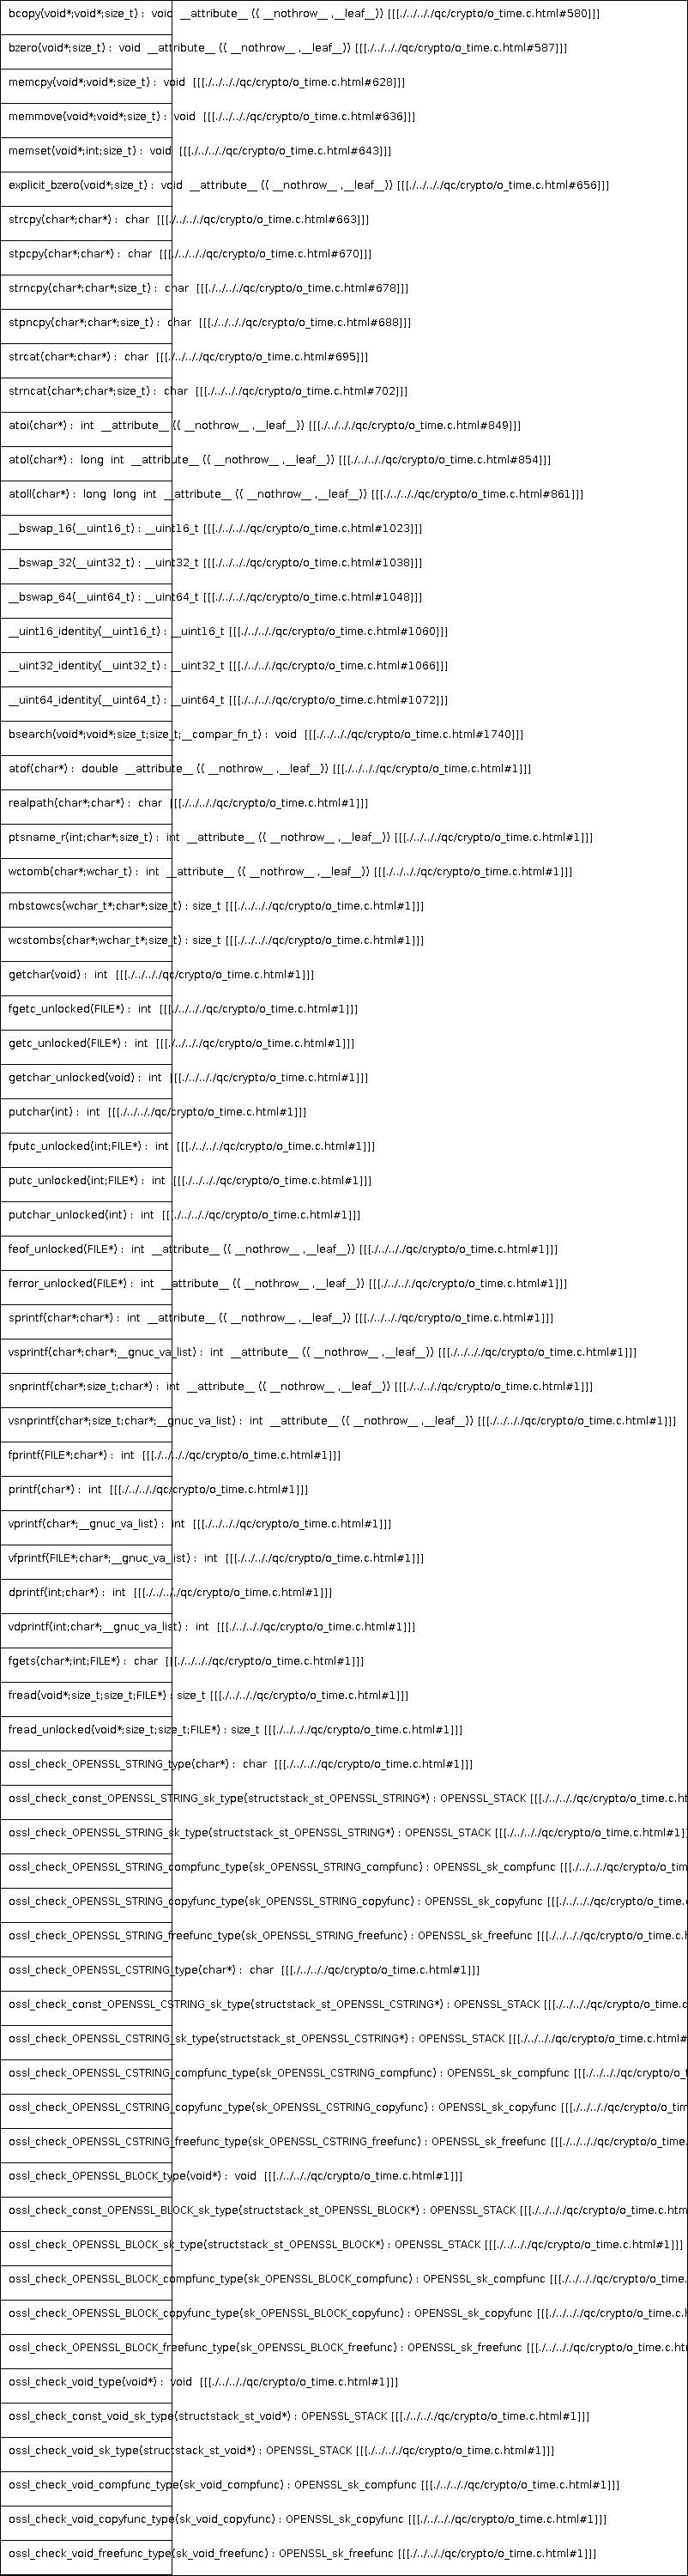 bcopy(void*;void*;size_t) : void __attribute__ (( __nothrow__ ,__leaf__)) [[[./../../../qc/crypto/o_time.c.html#580]]]
bzero(void*;size_t) : void __attribute__ (( __nothrow__ ,__leaf__)) [[[./../../../qc/crypto/o_time.c.html#587]]]
memcpy(void*;void*;size_t) : void [[[./../../../qc/crypto/o_time.c.html#628]]]
memmove(void*;void*;size_t) : void [[[./../../../qc/crypto/o_time.c.html#636]]]
memset(void*;int;size_t) : void [[[./../../../qc/crypto/o_time.c.html#643]]]
explicit_bzero(void*;size_t) : void __attribute__ (( __nothrow__ ,__leaf__)) [[[./../../../qc/crypto/o_time.c.html#656]]]
strcpy(char*;char*) : char [[[./../../../qc/crypto/o_time.c.html#663]]]
stpcpy(char*;char*) : char [[[./../../../qc/crypto/o_time.c.html#670]]]
strncpy(char*;char*;size_t) : char [[[./../../../qc/crypto/o_time.c.html#678]]]
stpncpy(char*;char*;size_t) : char [[[./../../../qc/crypto/o_time.c.html#688]]]
strcat(char*;char*) : char [[[./../../../qc/crypto/o_time.c.html#695]]]
strncat(char*;char*;size_t) : char [[[./../../../qc/crypto/o_time.c.html#702]]]
atoi(char*) : int __attribute__ (( __nothrow__ ,__leaf__)) [[[./../../../qc/crypto/o_time.c.html#849]]]
atol(char*) : long int __attribute__ (( __nothrow__ ,__leaf__)) [[[./../../../qc/crypto/o_time.c.html#854]]]
atoll(char*) : long long int __attribute__ (( __nothrow__ ,__leaf__)) [[[./../../../qc/crypto/o_time.c.html#861]]]
__bswap_16(__uint16_t) : __uint16_t [[[./../../../qc/crypto/o_time.c.html#1023]]]
__bswap_32(__uint32_t) : __uint32_t [[[./../../../qc/crypto/o_time.c.html#1038]]]
__bswap_64(__uint64_t) : __uint64_t [[[./../../../qc/crypto/o_time.c.html#1048]]]
__uint16_identity(__uint16_t) : __uint16_t [[[./../../../qc/crypto/o_time.c.html#1060]]]
__uint32_identity(__uint32_t) : __uint32_t [[[./../../../qc/crypto/o_time.c.html#1066]]]
__uint64_identity(__uint64_t) : __uint64_t [[[./../../../qc/crypto/o_time.c.html#1072]]]
bsearch(void*;void*;size_t;size_t;__compar_fn_t) : void [[[./../../../qc/crypto/o_time.c.html#1740]]]
atof(char*) : double __attribute__ (( __nothrow__ ,__leaf__)) [[[./../../../qc/crypto/o_time.c.html#1]]]
realpath(char*;char*) : char [[[./../../../qc/crypto/o_time.c.html#1]]]
ptsname_r(int;char*;size_t) : int __attribute__ (( __nothrow__ ,__leaf__)) [[[./../../../qc/crypto/o_time.c.html#1]]]
wctomb(char*;wchar_t) : int __attribute__ (( __nothrow__ ,__leaf__)) [[[./../../../qc/crypto/o_time.c.html#1]]]
mbstowcs(wchar_t*;char*;size_t) : size_t [[[./../../../qc/crypto/o_time.c.html#1]]]
wcstombs(char*;wchar_t*;size_t) : size_t [[[./../../../qc/crypto/o_time.c.html#1]]]
getchar(void) : int [[[./../../../qc/crypto/o_time.c.html#1]]]
fgetc_unlocked(FILE*) : int [[[./../../../qc/crypto/o_time.c.html#1]]]
getc_unlocked(FILE*) : int [[[./../../../qc/crypto/o_time.c.html#1]]]
getchar_unlocked(void) : int [[[./../../../qc/crypto/o_time.c.html#1]]]
putchar(int) : int [[[./../../../qc/crypto/o_time.c.html#1]]]
fputc_unlocked(int;FILE*) : int [[[./../../../qc/crypto/o_time.c.html#1]]]
putc_unlocked(int;FILE*) : int [[[./../../../qc/crypto/o_time.c.html#1]]]
putchar_unlocked(int) : int [[[./../../../qc/crypto/o_time.c.html#1]]]
feof_unlocked(FILE*) : int __attribute__ (( __nothrow__ ,__leaf__)) [[[./../../../qc/crypto/o_time.c.html#1]]]
ferror_unlocked(FILE*) : int __attribute__ (( __nothrow__ ,__leaf__)) [[[./../../../qc/crypto/o_time.c.html#1]]]
sprintf(char*;char*) : int __attribute__ (( __nothrow__ ,__leaf__)) [[[./../../../qc/crypto/o_time.c.html#1]]]
vsprintf(char*;char*;__gnuc_va_list) : int __attribute__ (( __nothrow__ ,__leaf__)) [[[./../../../qc/crypto/o_time.c.html#1]]]
snprintf(char*;size_t;char*) : int __attribute__ (( __nothrow__ ,__leaf__)) [[[./../../../qc/crypto/o_time.c.html#1]]]
vsnprintf(char*;size_t;char*;__gnuc_va_list) : int __attribute__ (( __nothrow__ ,__leaf__)) [[[./../../../qc/crypto/o_time.c.html#1]]]
fprintf(FILE*;char*) : int [[[./../../../qc/crypto/o_time.c.html#1]]]
printf(char*) : int [[[./../../../qc/crypto/o_time.c.html#1]]]
vprintf(char*;__gnuc_va_list) : int [[[./../../../qc/crypto/o_time.c.html#1]]]
vfprintf(FILE*;char*;__gnuc_va_list) : int [[[./../../../qc/crypto/o_time.c.html#1]]]
dprintf(int;char*) : int [[[./../../../qc/crypto/o_time.c.html#1]]]
vdprintf(int;char*;__gnuc_va_list) : int [[[./../../../qc/crypto/o_time.c.html#1]]]
fgets(char*;int;FILE*) : char [[[./../../../qc/crypto/o_time.c.html#1]]]
fread(void*;size_t;size_t;FILE*) : size_t [[[./../../../qc/crypto/o_time.c.html#1]]]
fread_unlocked(void*;size_t;size_t;FILE*) : size_t [[[./../../../qc/crypto/o_time.c.html#1]]]
ossl_check_OPENSSL_STRING_type(char*) : char [[[./../../../qc/crypto/o_time.c.html#1]]]
ossl_check_const_OPENSSL_STRING_sk_type(structstack_st_OPENSSL_STRING*) : OPENSSL_STACK [[[./../../../qc/crypto/o_time.c.ht
ossl_check_OPENSSL_STRING_sk_type(structstack_st_OPENSSL_STRING*) : OPENSSL_STACK [[[./../../../qc/crypto/o_time.c.html#1]]
ossl_check_OPENSSL_STRING_compfunc_type(sk_OPENSSL_STRING_compfunc) : OPENSSL_sk_compfunc [[[./../../../qc/crypto/o_tim
ossl_check_OPENSSL_STRING_copyfunc_type(sk_OPENSSL_STRING_copyfunc) : OPENSSL_sk_copyfunc [[[./../../../qc/crypto/o_time.
ossl_check_OPENSSL_STRING_freefunc_type(sk_OPENSSL_STRING_freefunc) : OPENSSL_sk_freefunc [[[./../../../qc/crypto/o_time.c.h
ossl_check_OPENSSL_CSTRING_type(char*) : char [[[./../../../qc/crypto/o_time.c.html#1]]]
ossl_check_const_OPENSSL_CSTRING_sk_type(structstack_st_OPENSSL_CSTRING*) : OPENSSL_STACK [[[./../../../qc/crypto/o_time.c
ossl_check_OPENSSL_CSTRING_sk_type(structstack_st_OPENSSL_CSTRING*) : OPENSSL_STACK [[[./../../../qc/crypto/o_time.c.html#
ossl_check_OPENSSL_CSTRING_compfunc_type(sk_OPENSSL_CSTRING_compfunc) : OPENSSL_sk_compfunc [[[./../../../qc/crypto/o_t
ossl_check_OPENSSL_CSTRING_copyfunc_type(sk_OPENSSL_CSTRING_copyfunc) : OPENSSL_sk_copyfunc [[[./../../../qc/crypto/o_tim
ossl_check_OPENSSL_CSTRING_freefunc_type(sk_OPENSSL_CSTRING_freefunc) : OPENSSL_sk_freefunc [[[./../../../qc/crypto/o_time.
ossl_check_OPENSSL_BLOCK_type(void*) : void [[[./../../../qc/crypto/o_time.c.html#1]]]
ossl_check_const_OPENSSL_BLOCK_sk_type(structstack_st_OPENSSL_BLOCK*) : OPENSSL_STACK [[[./../../../qc/crypto/o_time.c.htm
ossl_check_OPENSSL_BLOCK_sk_type(structstack_st_OPENSSL_BLOCK*) : OPENSSL_STACK [[[./../../../qc/crypto/o_time.c.html#1]]]
ossl_check_OPENSSL_BLOCK_compfunc_type(sk_OPENSSL_BLOCK_compfunc) : OPENSSL_sk_compfunc [[[./../../../qc/crypto/o_time.
ossl_check_OPENSSL_BLOCK_copyfunc_type(sk_OPENSSL_BLOCK_copyfunc) : OPENSSL_sk_copyfunc [[[./../../../qc/crypto/o_time.c.h
ossl_check_OPENSSL_BLOCK_freefunc_type(sk_OPENSSL_BLOCK_freefunc) : OPENSSL_sk_freefunc [[[./../../../qc/crypto/o_time.c.htm
ossl_check_void_type(void*) : void [[[./../../../qc/crypto/o_time.c.html#1]]]
ossl_check_const_void_sk_type(structstack_st_void*) : OPENSSL_STACK [[[./../../../qc/crypto/o_time.c.html#1]]]
ossl_check_void_sk_type(structstack_st_void*) : OPENSSL_STACK [[[./../../../qc/crypto/o_time.c.html#1]]]
ossl_check_void_compfunc_type(sk_void_compfunc) : OPENSSL_sk_compfunc [[[./../../../qc/crypto/o_time.c.html#1]]]
ossl_check_void_copyfunc_type(sk_void_copyfunc) : OPENSSL_sk_copyfunc [[[./../../../qc/crypto/o_time.c.html#1]]]
ossl_check_void_freefunc_type(sk_void_freefunc) : OPENSSL_sk_freefunc [[[./../../../qc/crypto/o_time.c.html#1]]]